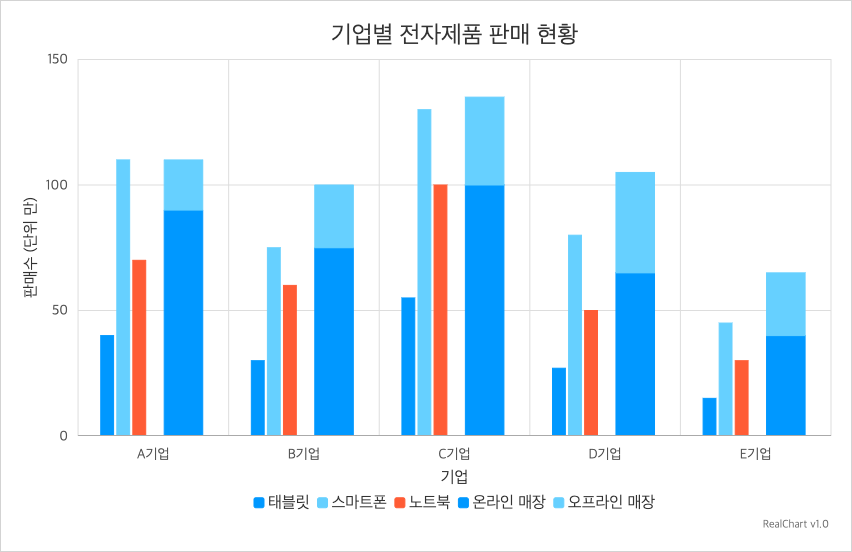 기업별 전자제품 판매 현황
판매수 (단위 만)
150
100
50
0
A기업 B기업 C기업 D기업 E기업
기업
태블릿 스마트폰 노트북 온라인 매장 오프라인 매장
RealChart v1.0